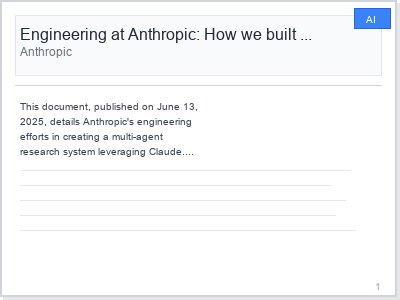 AI
Engineering at Anthropic: How we built ...
Anthropic
This document, published on June 13,
2025, details Anthropic's engineering
efforts in creating a multi-agent
research system leveraging Claude....
1